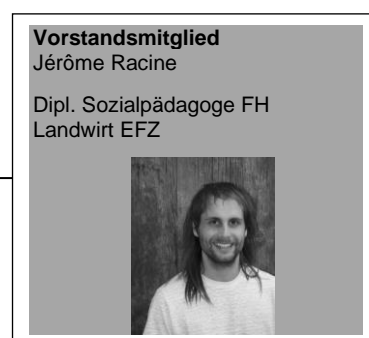 Vorstandsmitglied
Jérôme Racine
Dipl. Sozialpädagoge FH
Landwirt EFZ